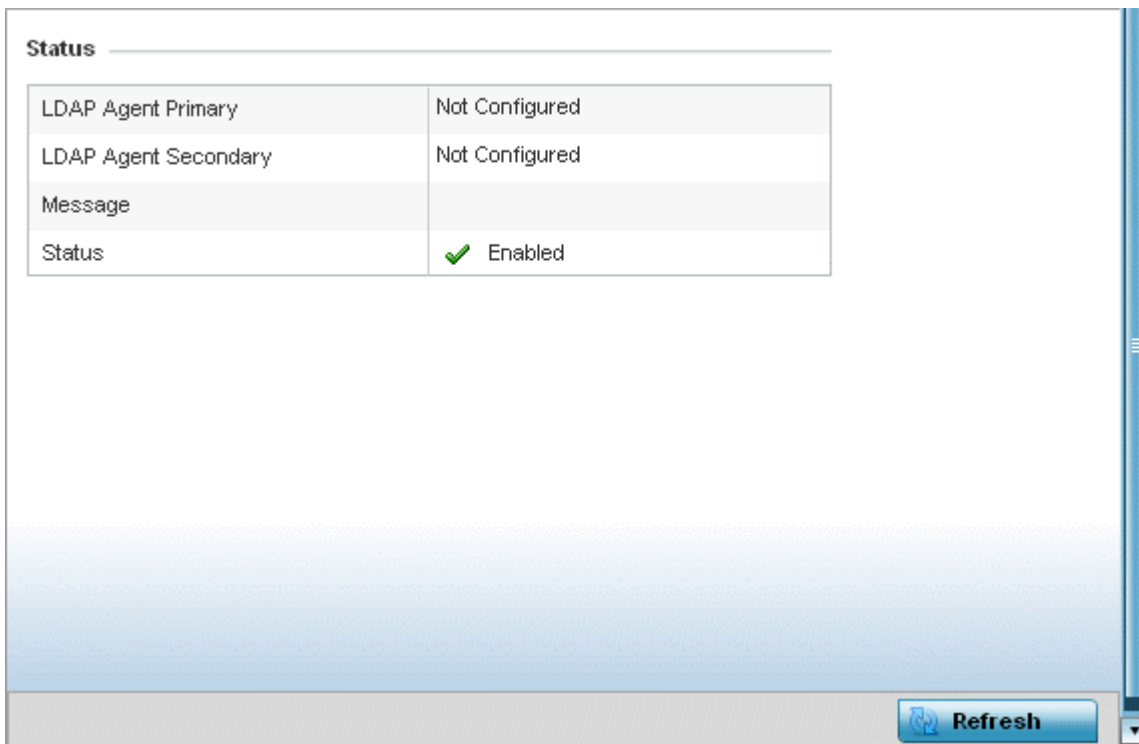 Status
LDAP Agent Primary Not Configured
LDAP Agent Secondary Not Configured
Message
Status Enabled
Refresh